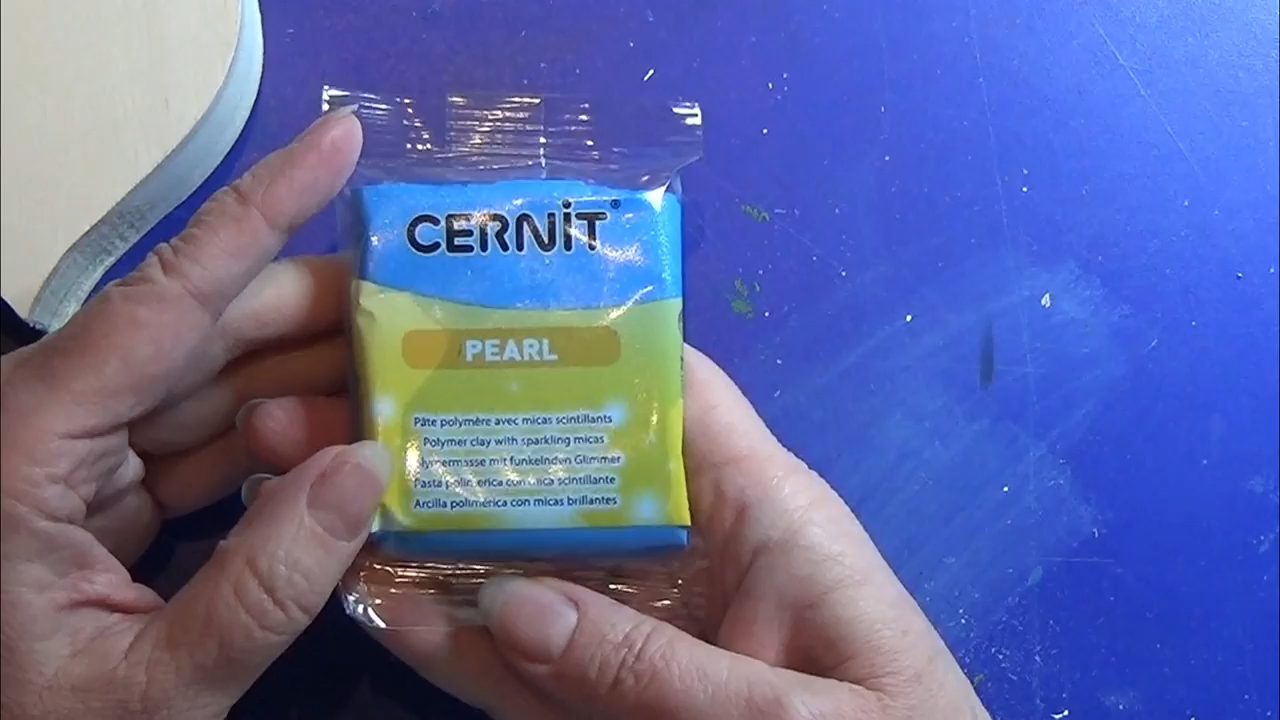 CERNiT®
PEARL
Pâte polymère avec micas scintillants
Polymer clay with sparkling micas
Polymermasse mit funkelnden Glimmer
Pasta polimerica con mica scintillante
Arcilla polimérica con micas brillantes